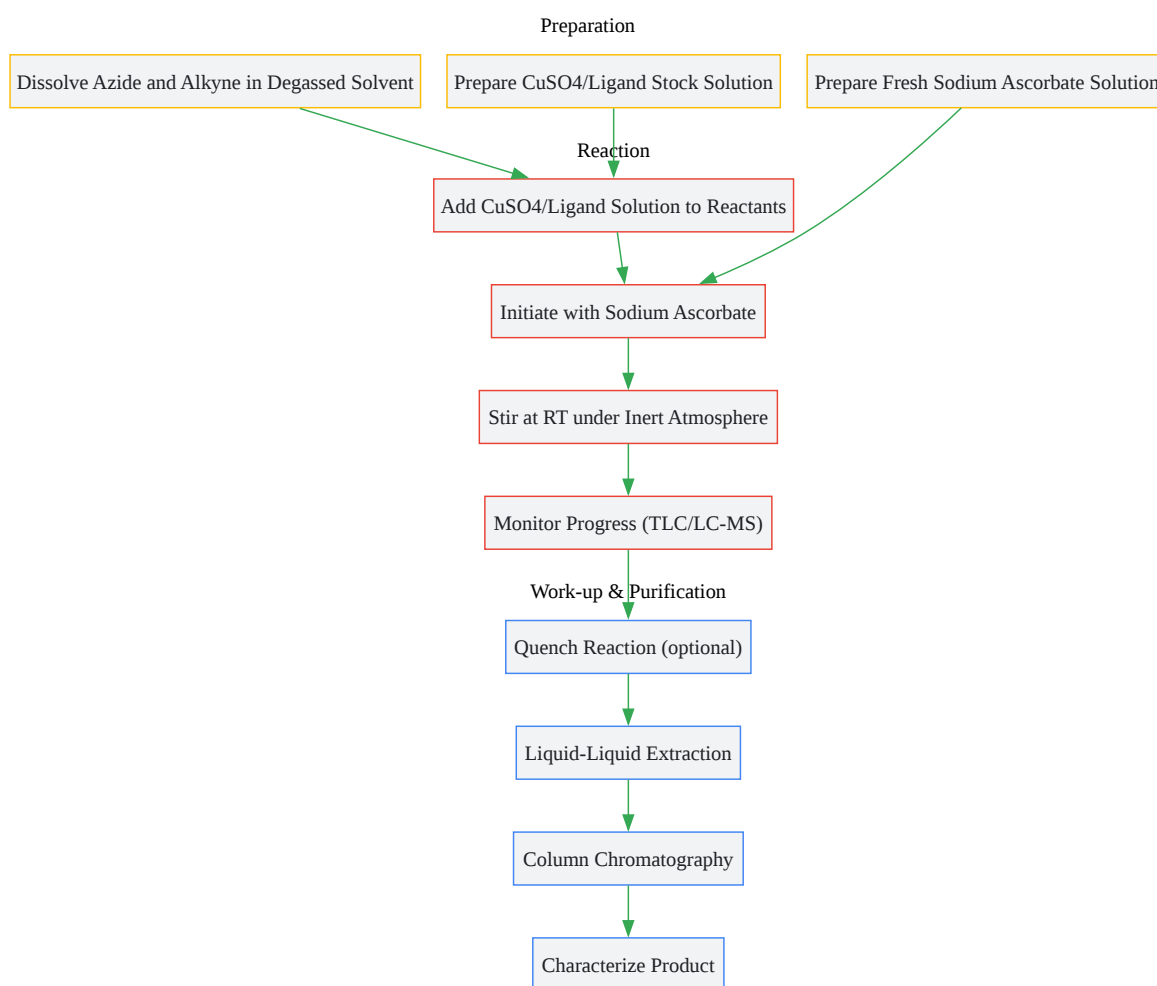 Preparation
Dissolve Azide and Alkyne in Degassed Solvent
Prepare CuSO4/Ligand Stock Solution
Prepare Fresh Sodium Ascorbate Solution
Reaction
Add CuSO4/Ligand Solution to Reactants
Initiate with Sodium Ascorbate
Stir at RT under Inert Atmosphere
Monitor Progress (TLC/LC-MS)
Work-up & Purification
Quench Reaction (optional)
Liquid-Liquid Extraction
Column Chromatography
Characterize Product